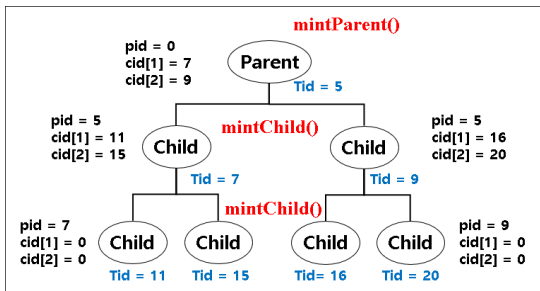 mintParent()
pid = 0
cid[1] = 7
cid[2] = 9
Parent
Tid = 5
pid = 5
cid[1] = 11
cid[2] = 15
mintChild()
pid = 5
cid[1] = 16
cid[2] = 20
Child
Child
Tid = 7
Tid = 9
mintChild()
pid = 7
cid[1] = 0
cid[2] = 0
Child
Child
Child
Child
pid = 9
cid[1] = 0
cid[2] = 0
Tid = 11
Tid = 15
Tid= 16
Tid = 20